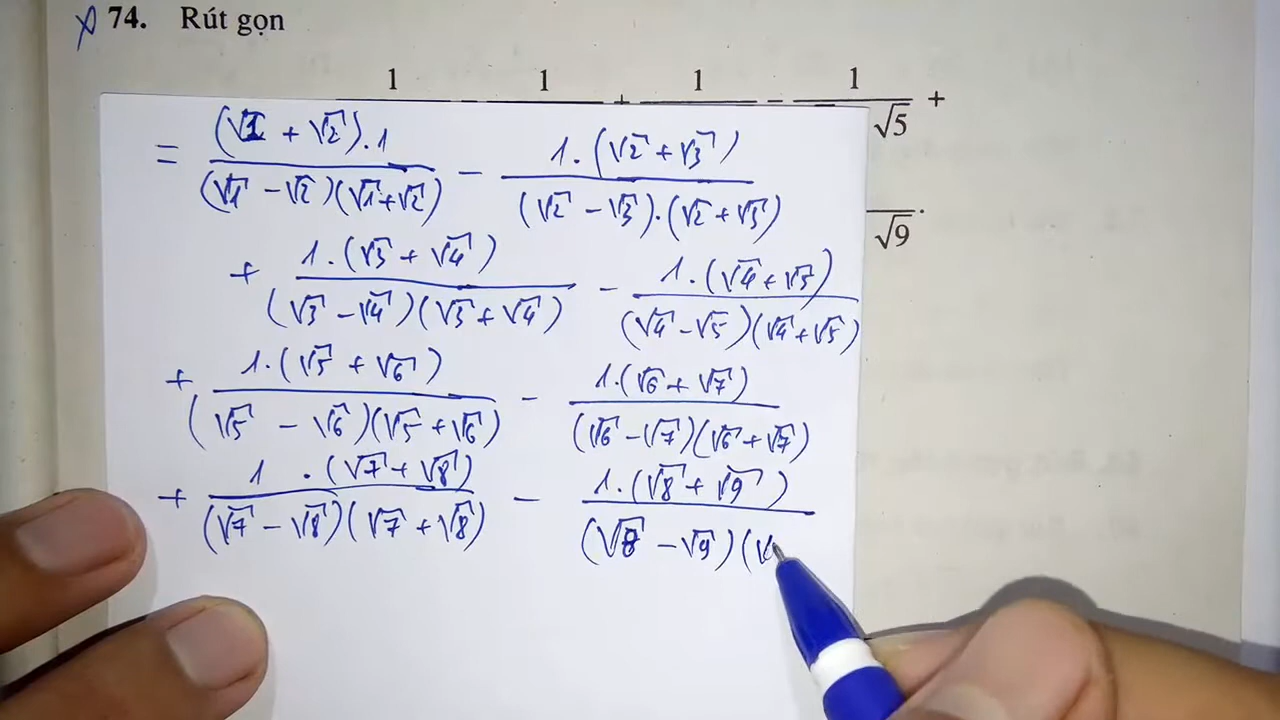 74. Rút gọn
1 1 1 1
- + - +
√5
= (√1 + √2).1 / (√1 - √2)(√1+√2) - 1.(√2+√3) / (√2 - √3).(√2+√3)
√9.
+ 1.(√3+√4) / (√3-√4)(√3+√4) - 1.(√4+√5) / (√4-√5)(√4+√5)
+ 1.(√5+√6) / (√5 - √6)(√5+√6) - 1.(√6+√7) / (√6-√7)(√6+√7)
+ 1.(√7+√8) / (√7-√8)(√7+√8) - 1.(√8+√9) / (√8-√9)(√